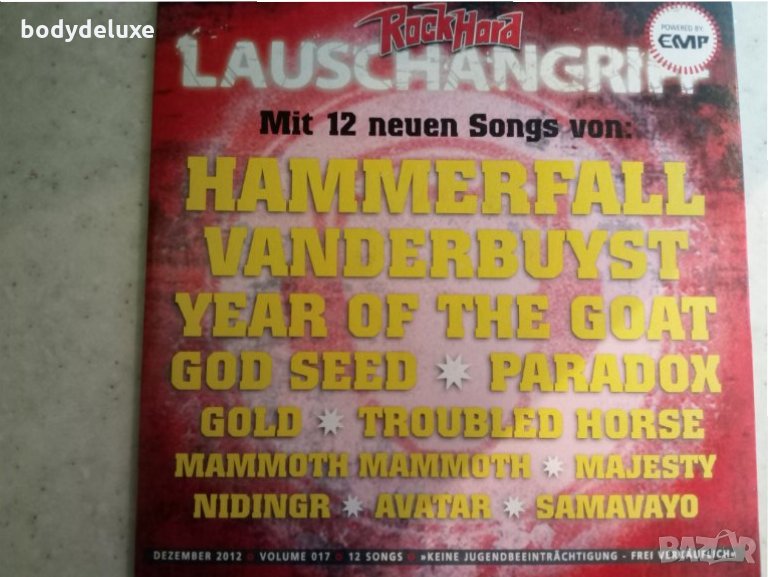 bodydeluxe
RockHard
POWERED BY:
EMP
LAUSCHANGRIFF
Mit 12 neuen Songs von:
HAMMERFALL
VANDERBUYST
YEAR OF THE GOAT
GOD SEED * PARADOX
GOLD * TROUBLED HORSE
MAMMOTH MAMMOTH * MAJESTY
NIDINGR * AVATAR * SAMAVAYO
DEZEMBER 2012 * VOLUME 017 * 12 SONGS * »KEINE JUGENDBEEINTRÄCHTIGUNG - FREI VERKÄUFLICH«
BAZAR